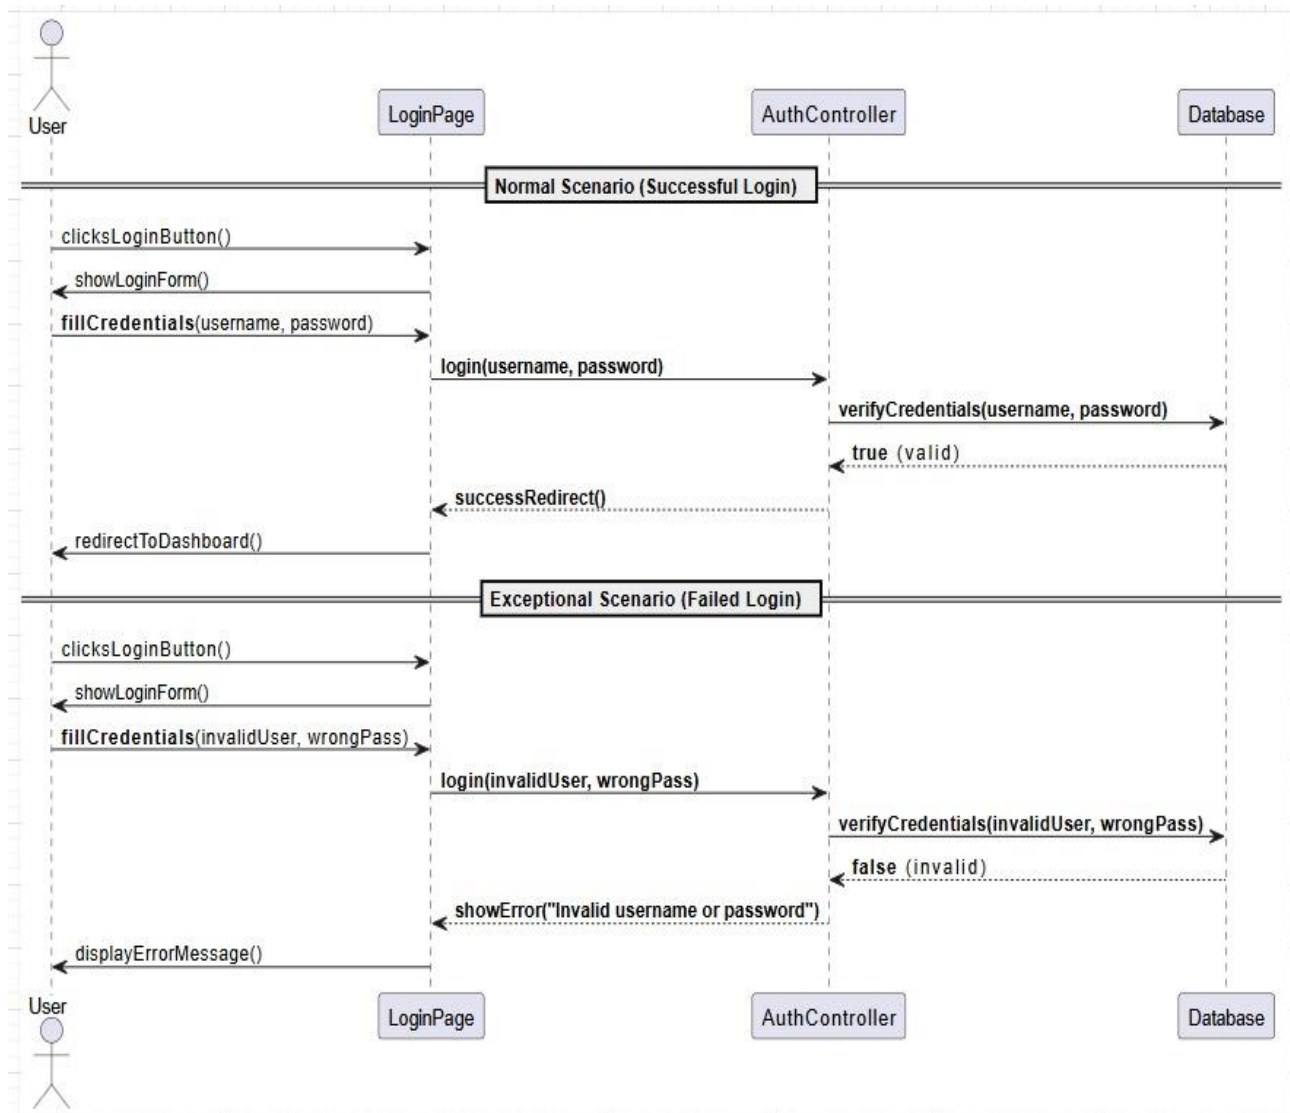 User
LoginPage
AuthController
Database
Normal Scenario (Successful Login)
clicksLoginButton()
showLoginForm()
fillCredentials(username, password)
login(username, password)
verifyCredentials(username, password)
true (valid)
successRedirect()
redirectToDashboard()
Exceptional Scenario (Failed Login)
clicksLoginButton()
showLoginForm()
fillCredentials(invalidUser, wrongPass)
login(invalidUser, wrongPass)
verifyCredentials(invalidUser, wrongPass)
false (invalid)
showError("Invalid username or password")
displayErrorMessage()
User
LoginPage
AuthController
Database